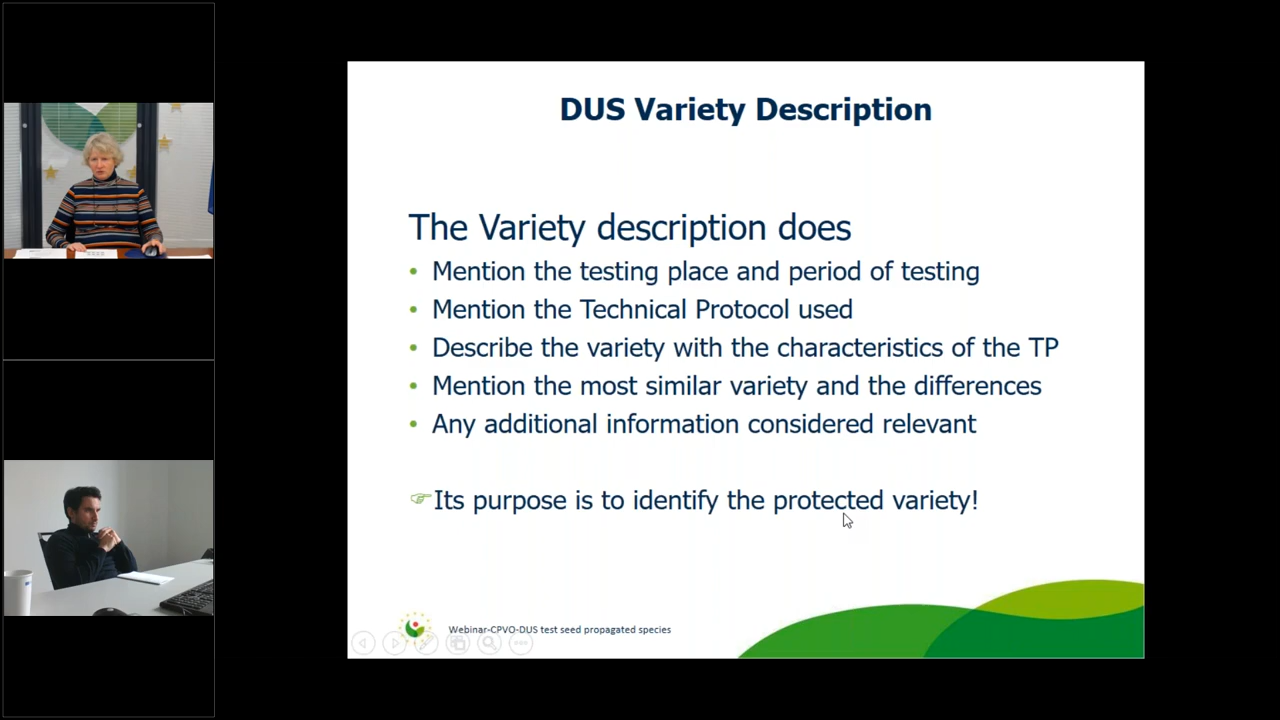 DUS Variety Description
The Variety description does
• Mention the testing place and period of testing
• Mention the Technical Protocol used
• Describe the variety with the characteristics of the TP
• Mention the most similar variety and the differences
• Any additional information considered relevant
☞Its purpose is to identify the protected variety!
Webinar-CPVO-DUS test seed propagated species